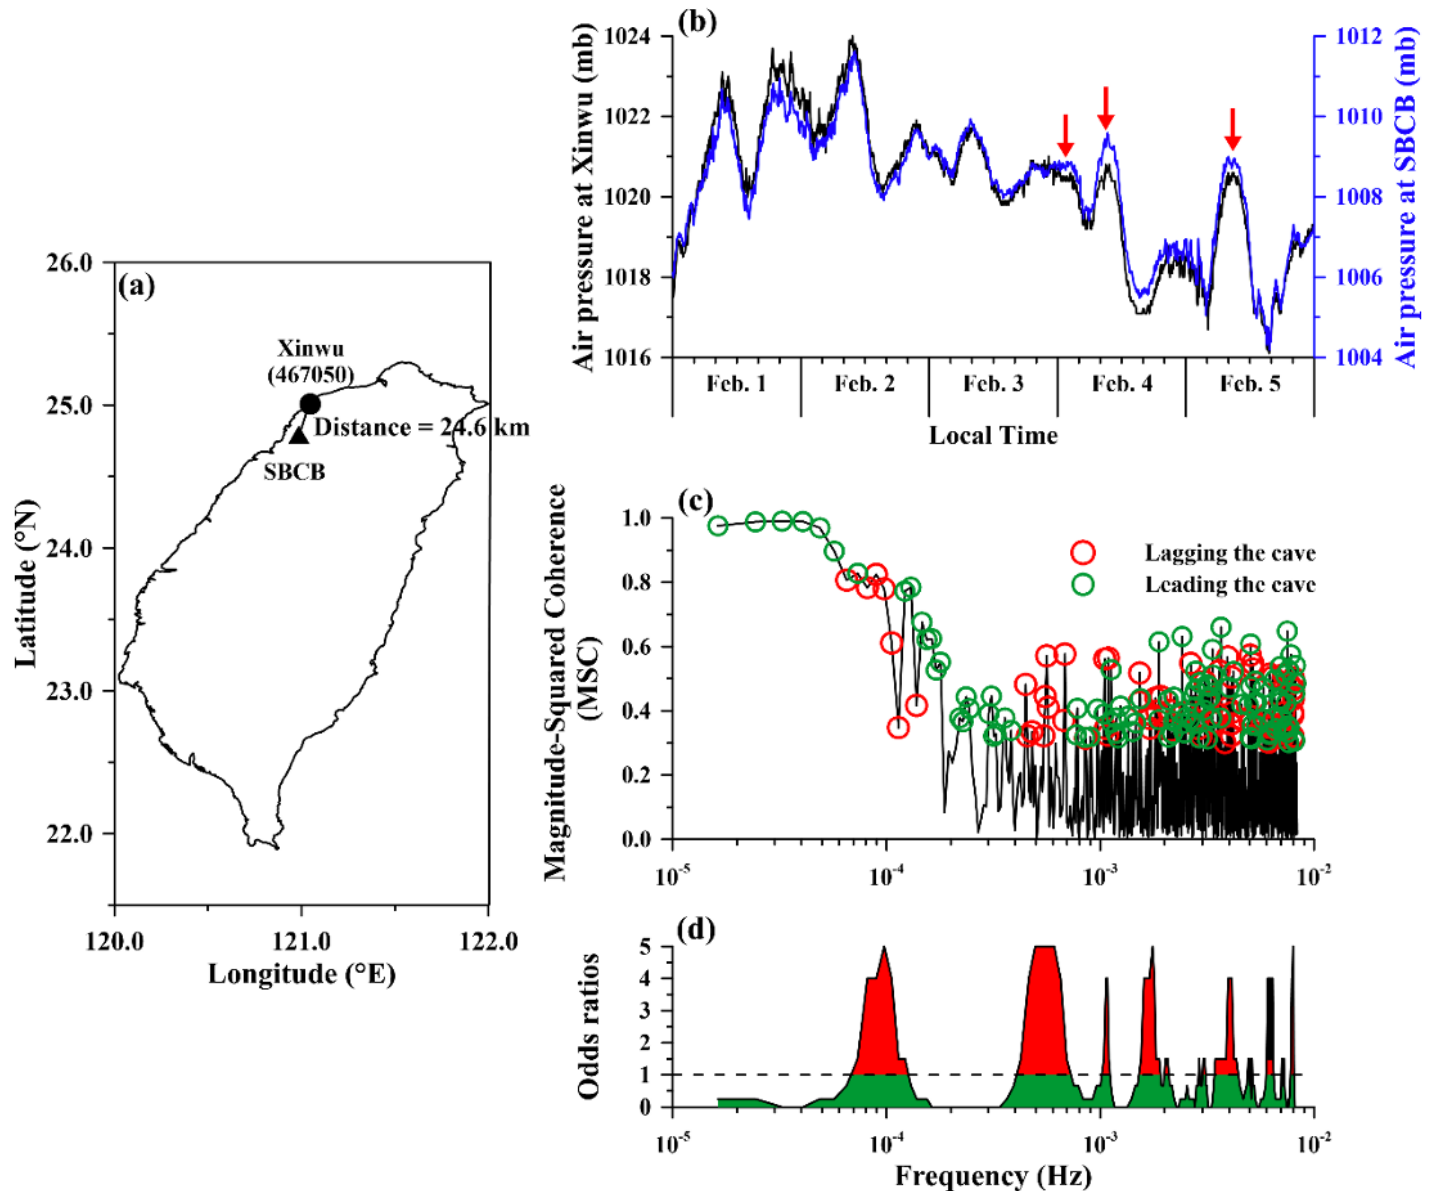 (a)
26.0
25.0
24.0
23.0
22.0
Latitude (°N)
Xinwu
(467050)
Distance = 24.6 km
SBCB
120.0 121.0 122.0
Longitude (°E)
(b)
Air pressure at Xinwu (mb)
1024
1022
1020
1018
1016
1012
1010
1008
1006
1004
Air pressure at SBCB (mb)
Feb. 1 Feb. 2 Feb. 3 Feb. 4 Feb. 5
Local Time
(c)
Magnitude-Squared Coherence
(MSC)
1.0
0.8
0.6
0.4
0.2
0.0
Lagging the cave
Leading the cave
10⁻⁵ 10⁻⁴ 10⁻³ 10⁻²
(d)
Odds ratios
5
4
3
2
1
0
10⁻⁵ 10⁻⁴ 10⁻³ 10⁻²
Frequency (Hz)